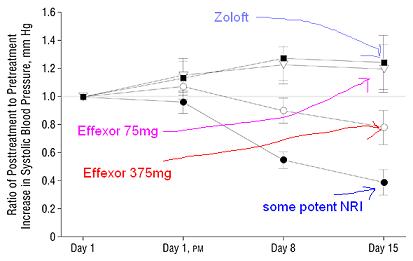 Ratio of Posttreatment to Pretreatment
Increase in Systolic Blood Pressure, mm Hg
1.6
1.4
1.2
1.0
0.8
0.6
0.4
0.2
0
Zoloft
Effexor 75mg
Effexor 375mg
some potent NRI
Day 1
Day 1, PM
Day 8
Day 15